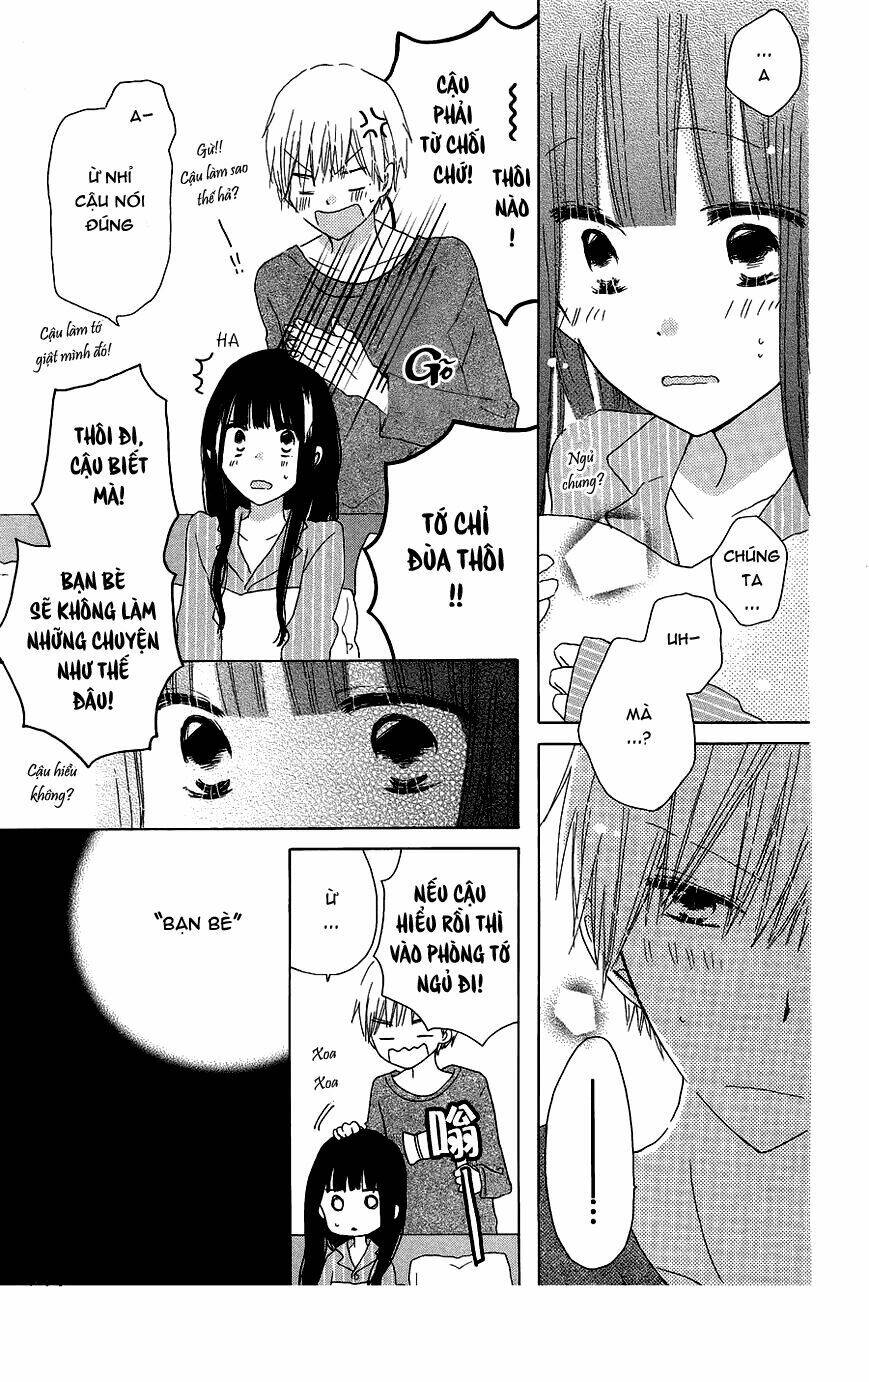 ...
A
Ngủ
chung?
CHÚNG
TA
...
UH-
MÀ
...?
THÔI
NÀO
!
CẬU
PHẢI
TỪ CHỐI
CHỨ!
Gừ!!
Cậu làm sao
thế hả?
!!
A-
Ừ NHỈ
CẬU NÓI
ĐÚNG
Cậu làm tớ
giật mình đó!
HA
Gõ
TỚ CHỈ
ĐÙA THÔI
!!
THÔI ĐI,
CẬU BIẾT
MÀ!
BẠN BÈ
SẼ KHÔNG LÀM
NHỮNG CHUYỆN
NHƯ THẾ
ĐÂU!
Cậu hiểu
không?
NẾU CẬU
HIỂU RỒI THÌ
VÀO PHÒNG TỚ
NGỦ ĐI!
Ừ
...
Xoa
Xoa
嗡
"BẠN BÈ"